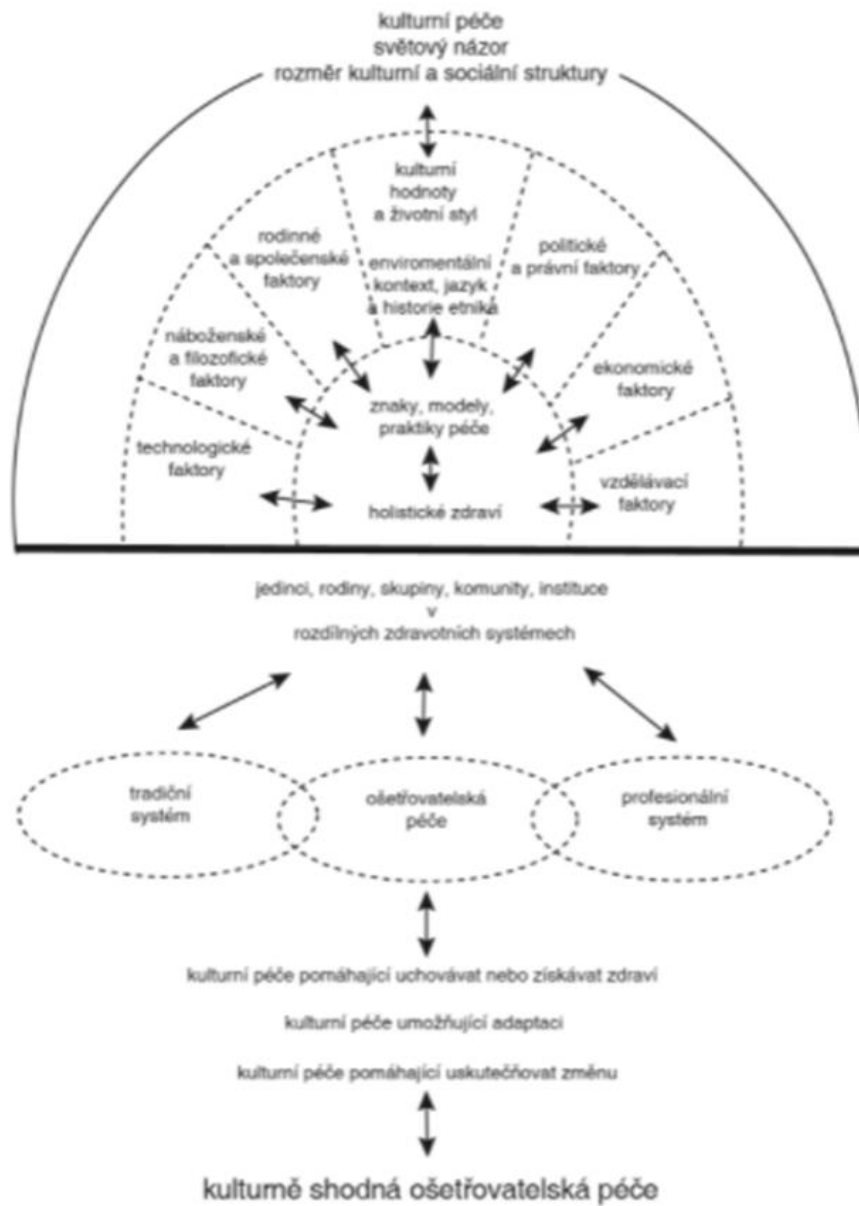 kulturní péče
světový názor
rozměr kulturní a sociální struktury
kulturní
hodnoty
a životní styl
rodinné
a společenské
faktory
enviromentální
kontext, jazyk
a historie etnika
politické
a právní faktory
náboženské
a filozofické
faktory
ekonomické
faktory
znaky, modely,
praktiky péče
technologické
faktory
vzdělávací
faktory
holistické zdraví
jedinci, rodiny, skupiny, komunity, instituce
v
rozdílných zdravotních systémech
tradiční
systém
ošetřovatelská
péče
profesionální
systém
kulturní péče pomáhající uchovávat nebo získávat zdraví
kulturní péče umožňující adaptaci
kulturní péče pomáhající uskutečňovat změnu
kulturně shodná ošetřovatelská péče